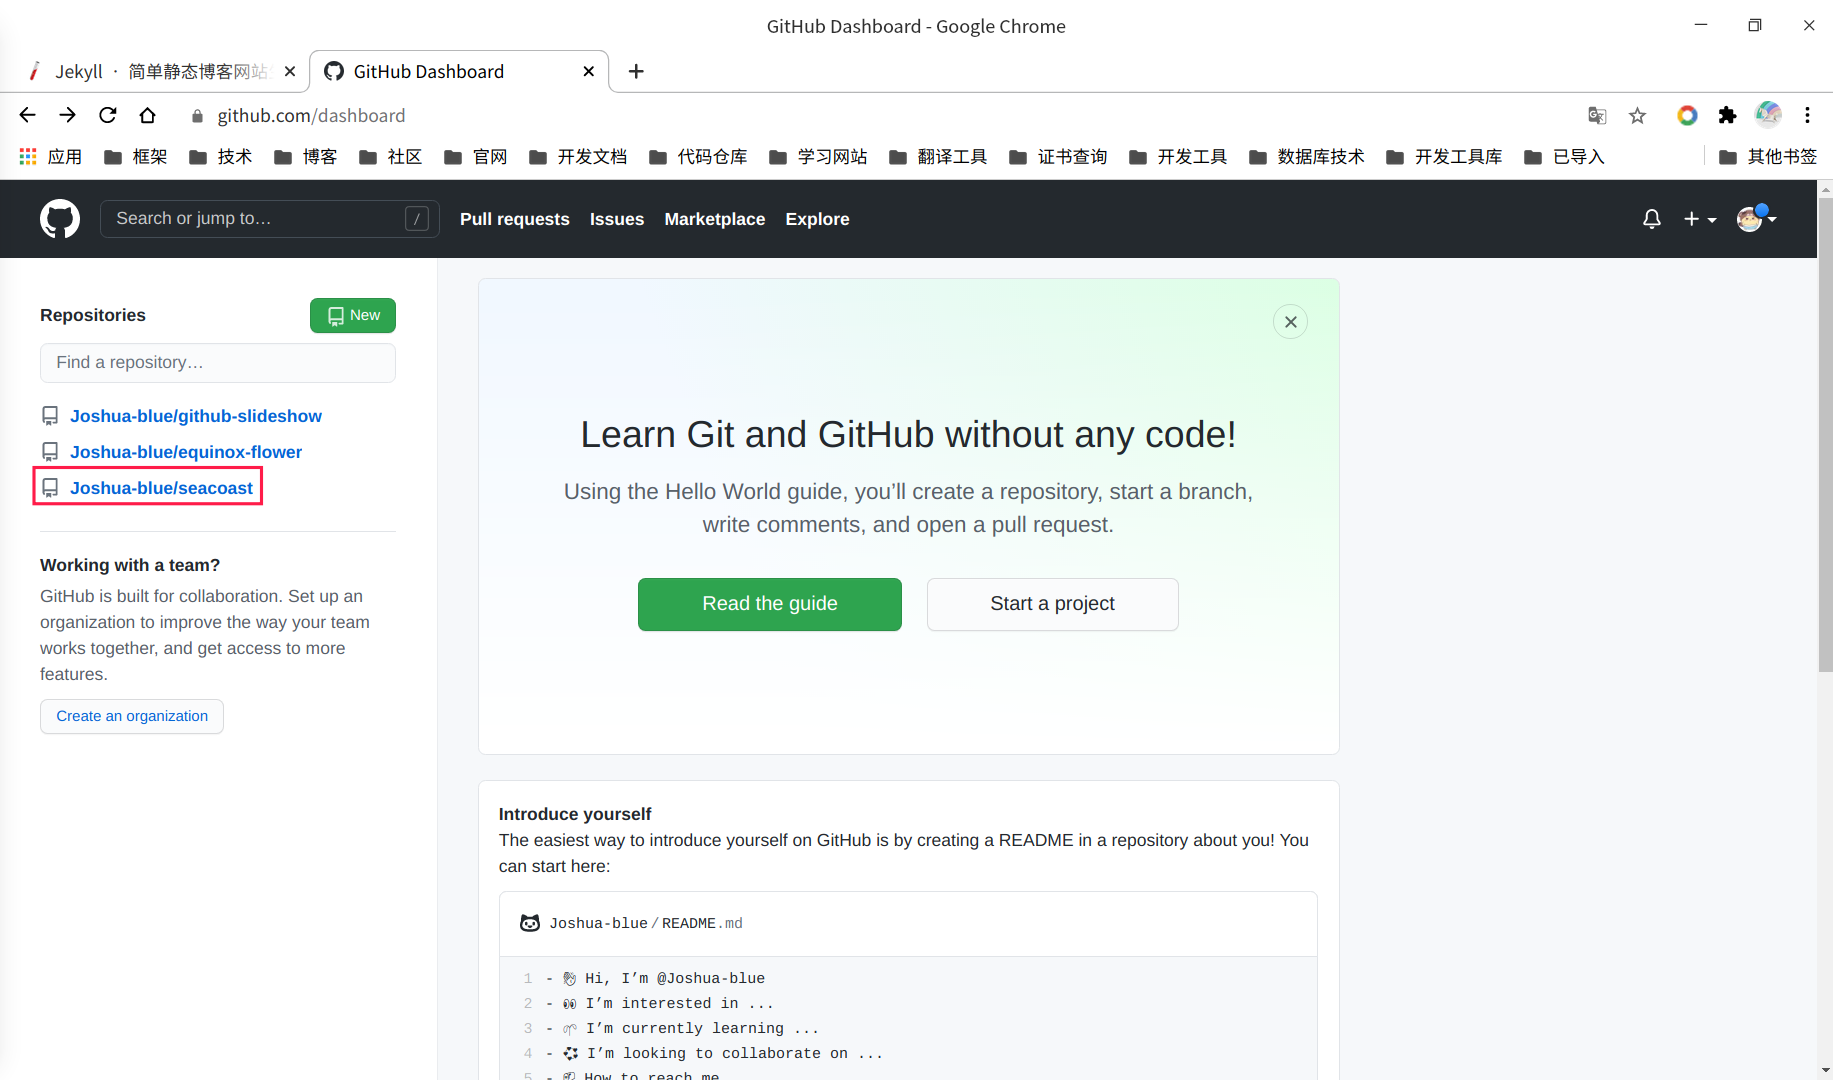 GitHub Dashboard - Google Chrome
Jekyll · 简单静态博客网站
GitHub Dashboard
github.com/dashboard
应用 框架 技术 博客 社区 官网 开发文档 代码仓库 学习网站 翻译工具 证书查询 开发工具 数据库技术 开发工具库 已导入 其他书签
Search or jump to… / Pull requests Issues Marketplace Explore
Repositories New
Find a repository…
Joshua-blue/github-slideshow
Joshua-blue/equinox-flower
Joshua-blue/seacoast
Working with a team?
GitHub is built for collaboration. Set up an
organization to improve the way your team
works together, and get access to more
features.
Create an organization
Learn Git and GitHub without any code!
Using the Hello World guide, you’ll create a repository, start a branch,
write comments, and open a pull request.
Read the guide Start a project
Introduce yourself
The easiest way to introduce yourself on GitHub is by creating a README in a repository about you! You
can start here:
Joshua-blue/README.md
1 - 👋 Hi, I’m @Joshua-blue
2 - 👀 I’m interested in ...
3 - 🌱 I’m currently learning ...
4 - 💞️ I’m looking to collaborate on ...
5 - 📫 How to reach me